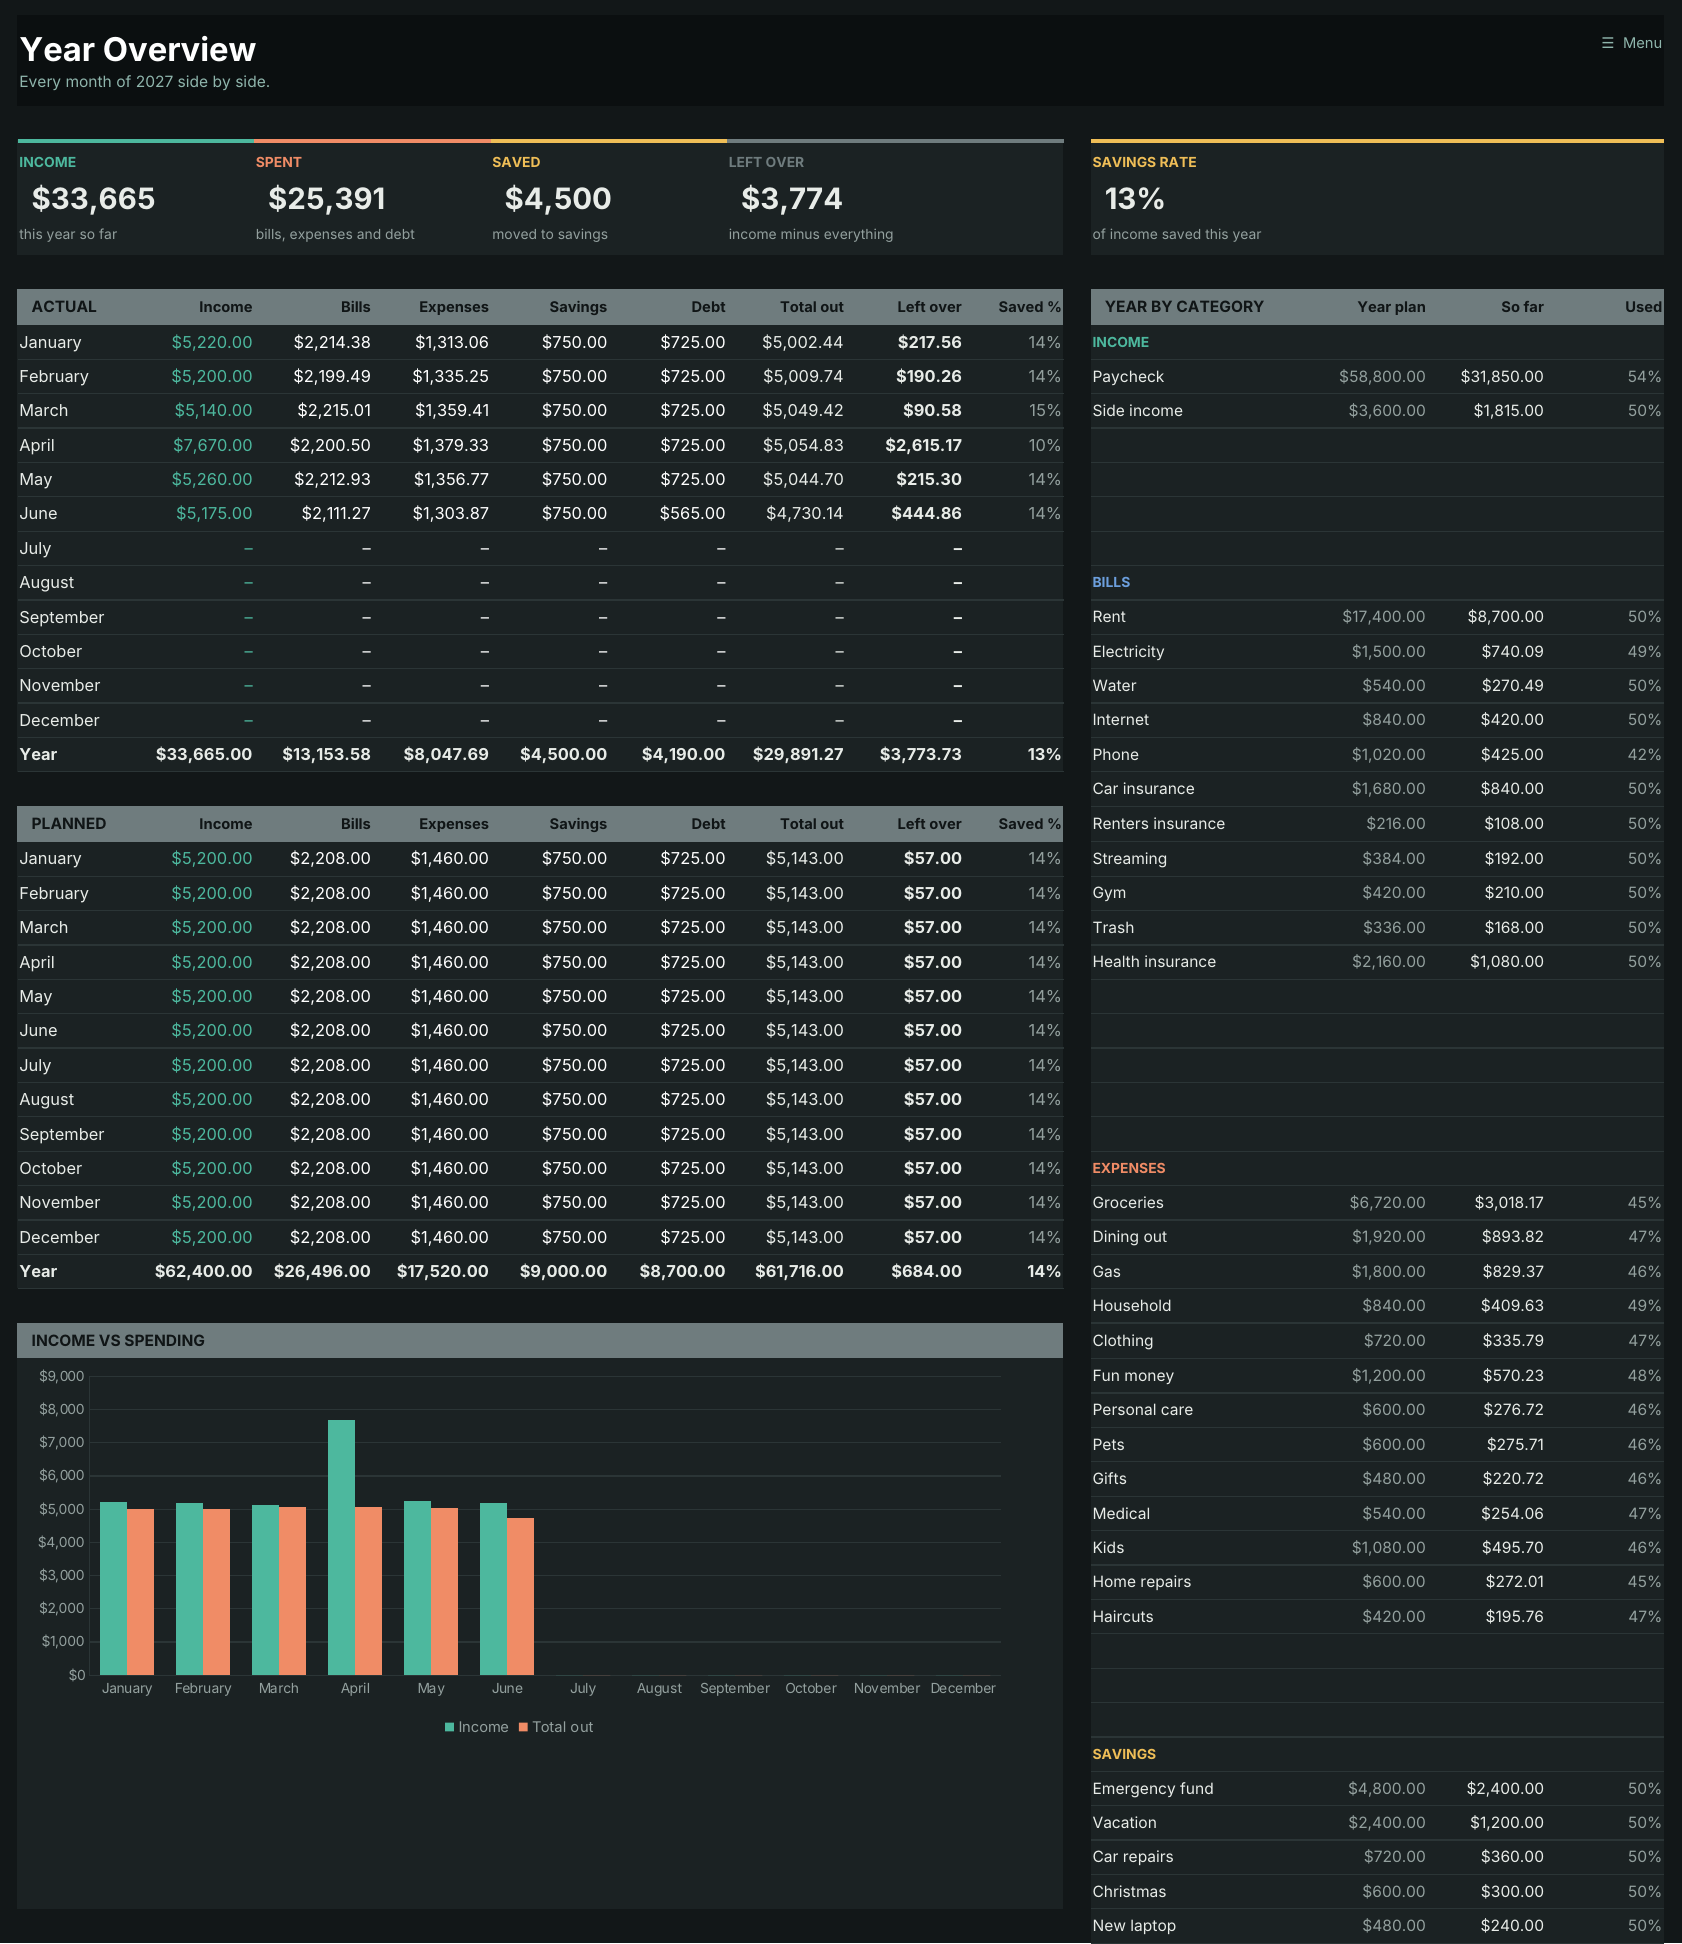 Year Overview
☰ Menu
Every month of 2027 side by side.
INCOME SPENT SAVED LEFT OVER
$33,665 $25,391 $4,500 $3,774
this year so far bills, expenses and debt moved to savings income minus everything
SAVINGS RATE
13%
of income saved this year
ACTUAL Income Bills Expenses Savings Debt Total out Left over Saved %
January $5,220.00 $2,214.38 $1,313.06 $750.00 $725.00 $5,002.44 $217.56 14%
February $5,200.00 $2,199.49 $1,335.25 $750.00 $725.00 $5,009.74 $190.26 14%
March $5,140.00 $2,215.01 $1,359.41 $750.00 $725.00 $5,049.42 $90.58 15%
April $7,670.00 $2,200.50 $1,379.33 $750.00 $725.00 $5,054.83 $2,615.17 10%
May $5,260.00 $2,212.93 $1,356.77 $750.00 $725.00 $5,044.70 $215.30 14%
June $5,175.00 $2,111.27 $1,303.87 $750.00 $565.00 $4,730.14 $444.86 14%
July – – – – – – –
August – – – – – – –
September – – – – – – –
October – – – – – – –
November – – – – – – –
December – – – – – – –
Year $33,665.00 $13,153.58 $8,047.69 $4,500.00 $4,190.00 $29,891.27 $3,773.73 13%
PLANNED Income Bills Expenses Savings Debt Total out Left over Saved %
January $5,200.00 $2,208.00 $1,460.00 $750.00 $725.00 $5,143.00 $57.00 14%
February $5,200.00 $2,208.00 $1,460.00 $750.00 $725.00 $5,143.00 $57.00 14%
March $5,200.00 $2,208.00 $1,460.00 $750.00 $725.00 $5,143.00 $57.00 14%
April $5,200.00 $2,208.00 $1,460.00 $750.00 $725.00 $5,143.00 $57.00 14%
May $5,200.00 $2,208.00 $1,460.00 $750.00 $725.00 $5,143.00 $57.00 14%
June $5,200.00 $2,208.00 $1,460.00 $750.00 $725.00 $5,143.00 $57.00 14%
July $5,200.00 $2,208.00 $1,460.00 $750.00 $725.00 $5,143.00 $57.00 14%
August $5,200.00 $2,208.00 $1,460.00 $750.00 $725.00 $5,143.00 $57.00 14%
September $5,200.00 $2,208.00 $1,460.00 $750.00 $725.00 $5,143.00 $57.00 14%
October $5,200.00 $2,208.00 $1,460.00 $750.00 $725.00 $5,143.00 $57.00 14%
November $5,200.00 $2,208.00 $1,460.00 $750.00 $725.00 $5,143.00 $57.00 14%
December $5,200.00 $2,208.00 $1,460.00 $750.00 $725.00 $5,143.00 $57.00 14%
Year $62,400.00 $26,496.00 $17,520.00 $9,000.00 $8,700.00 $61,716.00 $684.00 14%
INCOME VS SPENDING
$9,000
$8,000
$7,000
$6,000
$5,000
$4,000
$3,000
$2,000
$1,000
$0
January February March April May June July August September October November December
Income Total out
YEAR BY CATEGORY Year plan So far Used
INCOME
Paycheck $58,800.00 $31,850.00 54%
Side income $3,600.00 $1,815.00 50%
BILLS
Rent $17,400.00 $8,700.00 50%
Electricity $1,500.00 $740.09 49%
Water $540.00 $270.49 50%
Internet $840.00 $420.00 50%
Phone $1,020.00 $425.00 42%
Car insurance $1,680.00 $840.00 50%
Renters insurance $216.00 $108.00 50%
Streaming $384.00 $192.00 50%
Gym $420.00 $210.00 50%
Trash $336.00 $168.00 50%
Health insurance $2,160.00 $1,080.00 50%
EXPENSES
Groceries $6,720.00 $3,018.17 45%
Dining out $1,920.00 $893.82 47%
Gas $1,800.00 $829.37 46%
Household $840.00 $409.63 49%
Clothing $720.00 $335.79 47%
Fun money $1,200.00 $570.23 48%
Personal care $600.00 $276.72 46%
Pets $600.00 $275.71 46%
Gifts $480.00 $220.72 46%
Medical $540.00 $254.06 47%
Kids $1,080.00 $495.70 46%
Home repairs $600.00 $272.01 45%
Haircuts $420.00 $195.76 47%
SAVINGS
Emergency fund $4,800.00 $2,400.00 50%
Vacation $2,400.00 $1,200.00 50%
Car repairs $720.00 $360.00 50%
Christmas $600.00 $300.00 50%
New laptop $480.00 $240.00 50%